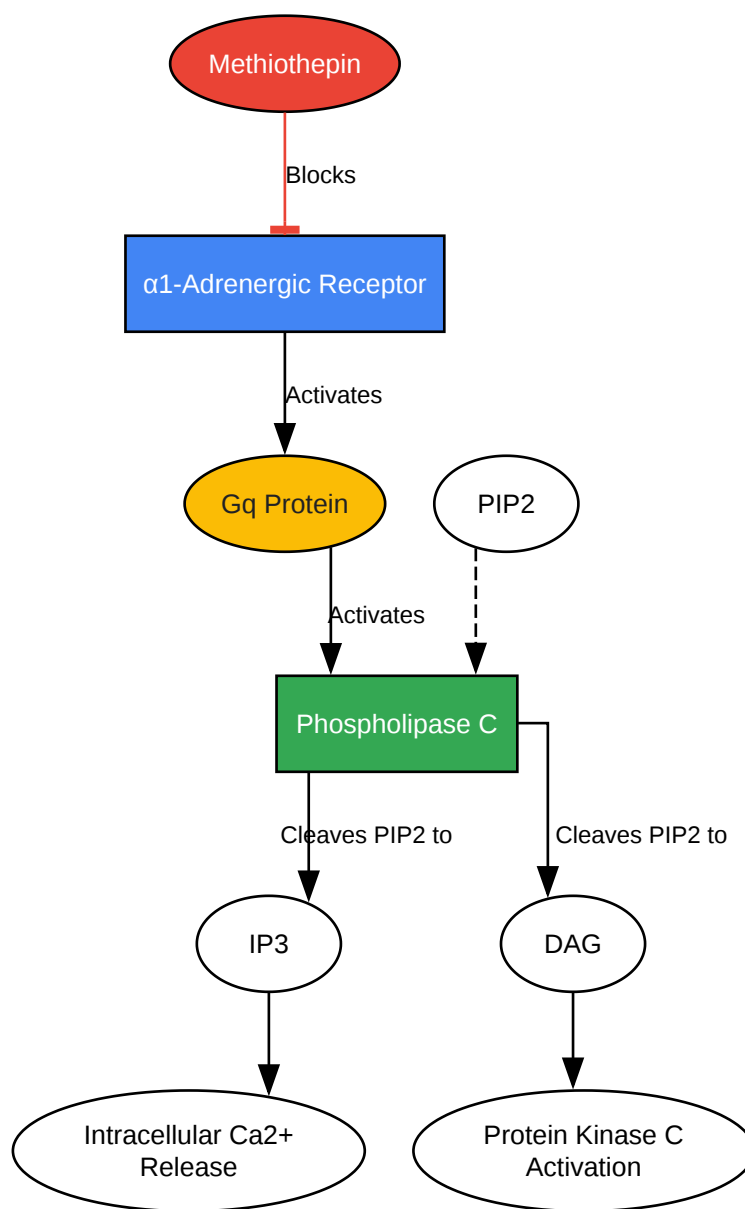 Methiothepin
Blocks
α1-Adrenergic Receptor
Activates
Gq Protein
PIP2
Activates
Phospholipase C
Cleaves PIP2 to
Cleaves PIP2 to
IP3
DAG
Intracellular Ca2+
Release
Protein Kinase C
Activation